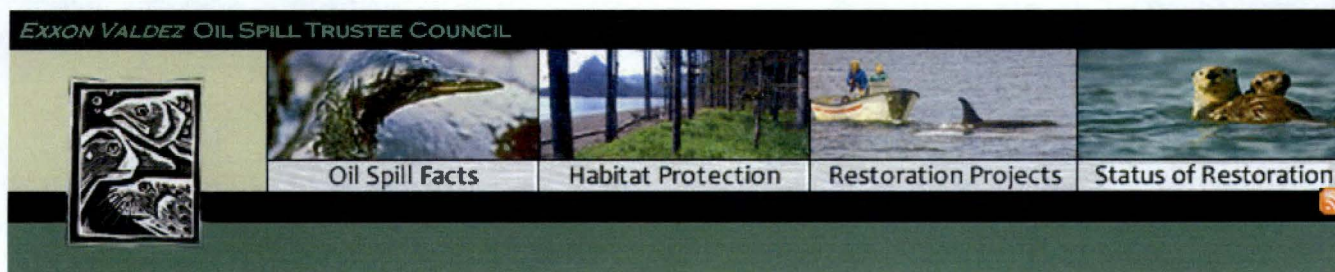 EXXON VALDEZ OIL SPILL TRUSTEE COUNCIL
Oil Spill Facts
Habitat Protection
Restoration Projects
Status of Restoration